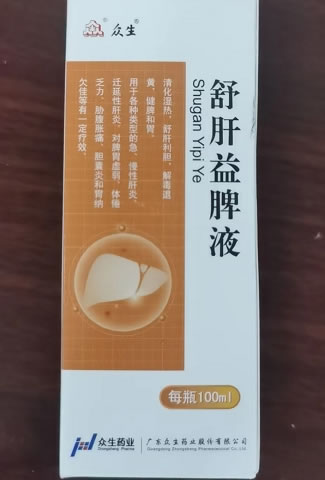 众生®
舒肝益脾液
Shugan Yipi Ye
清化湿热，舒肝利胆，解毒退
黄，健脾和胃。
用于各种类型的急、慢性肝炎，
迁延性肝炎，对脾胃虚弱，体倦
乏力，胁腹胀痛，胆囊炎和胃纳
欠佳等有一定疗效。
每瓶100ml
众生药业
Zhongsheng Pharma
广东众生药业股份有限公司
Guangdong Zhongsheng Pharmaceutical Co., Ltd.